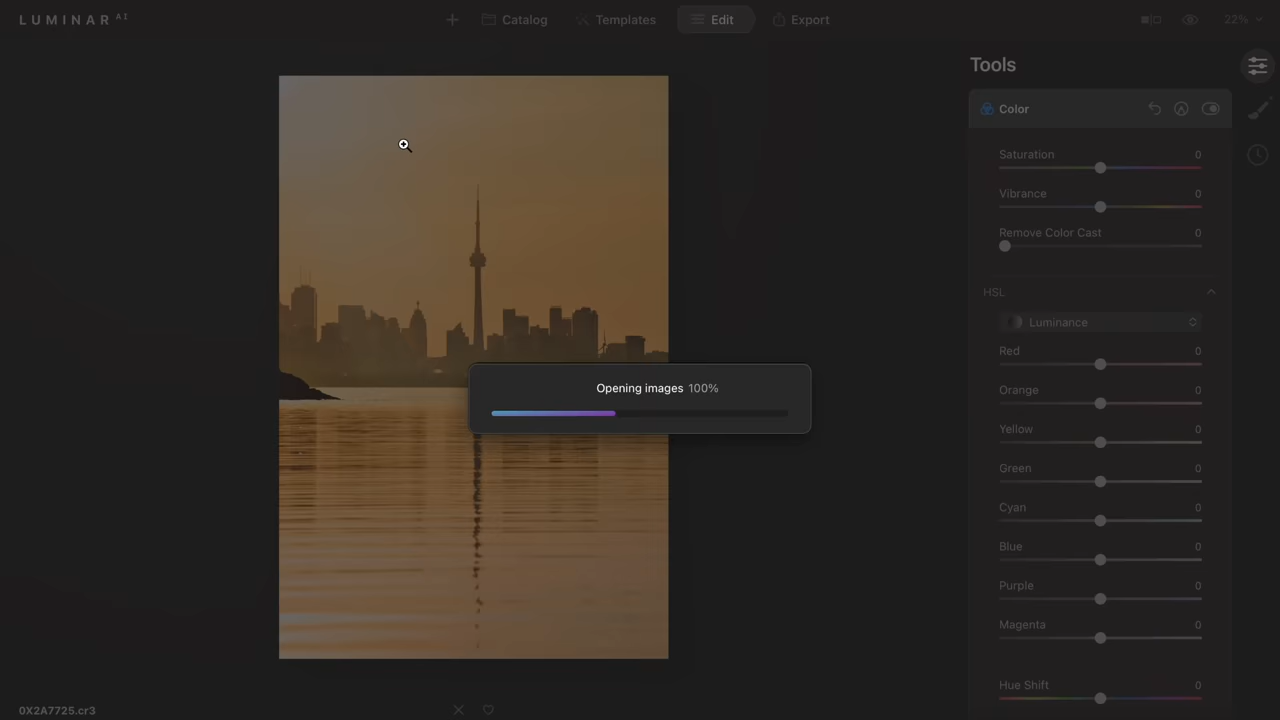 LUMINAR AI
Catalog
Templates
Edit
Export
22%
Tools
Color
Saturation 0
Vibrance 0
Remove Color Cast 0
HSL
Luminance
Red 0
Orange 0
Opening images 100%
Yellow 0
Green 0
Cyan 0
Blue 0
Purple 0
Magenta 0
Hue Shift 0
0X2A7725.cr3